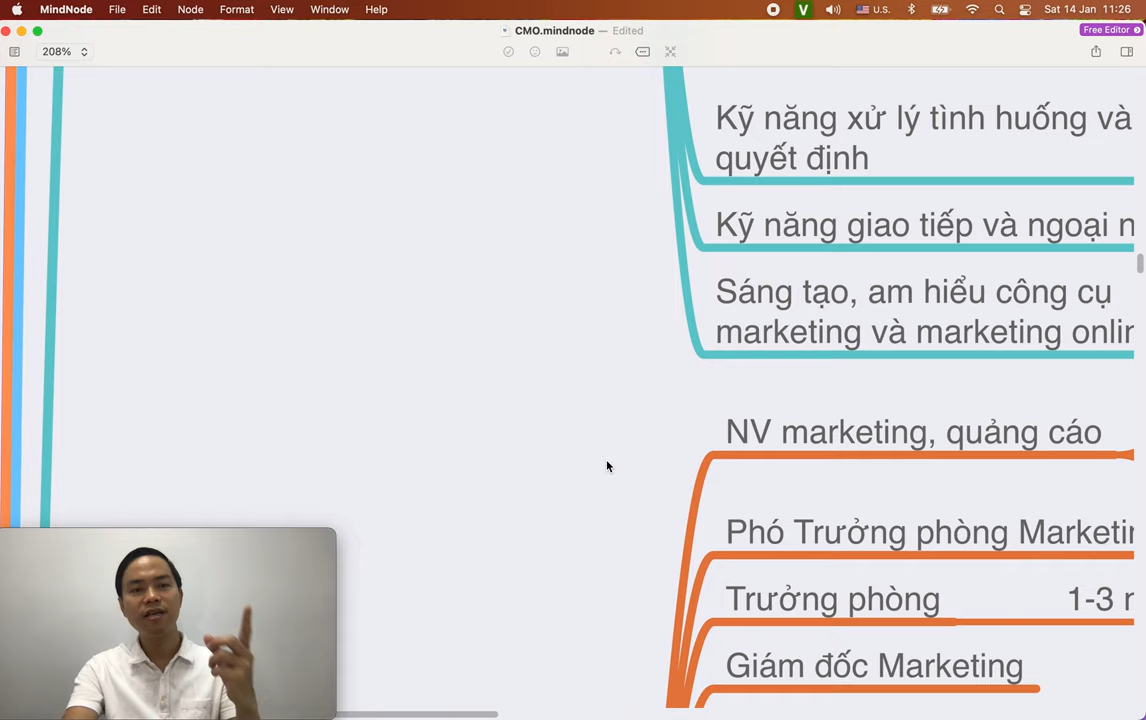 MindNode File Edit Node Format View Window Help V U.S. Sat 14 Jan 11:26
CMO.mindnode — Edited
Free Editor
208%
Kỹ năng xử lý tình huống và
quyết định
Kỹ năng giao tiếp và ngoại n
Sáng tạo, am hiểu công cụ
marketing và marketing onlin
NV marketing, quảng cáo
Phó Trưởng phòng Marketin
Trưởng phòng 1-3
Giám đốc Marketing